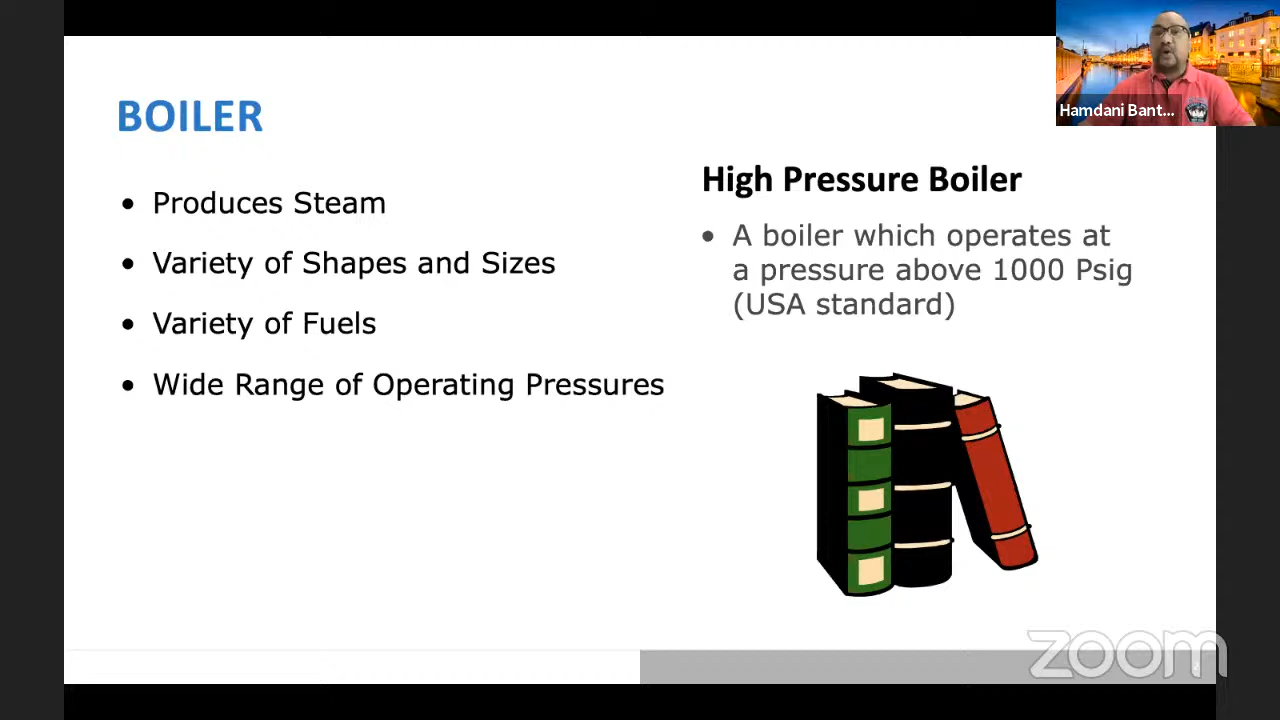 BOILER
Produces Steam
Variety of Shapes and Sizes
Variety of Fuels
Wide Range of Operating Pressures
High Pressure Boiler
A boiler which operates at
a pressure above 1000 Psig
(USA standard)
Hamdani Bant...
zoom